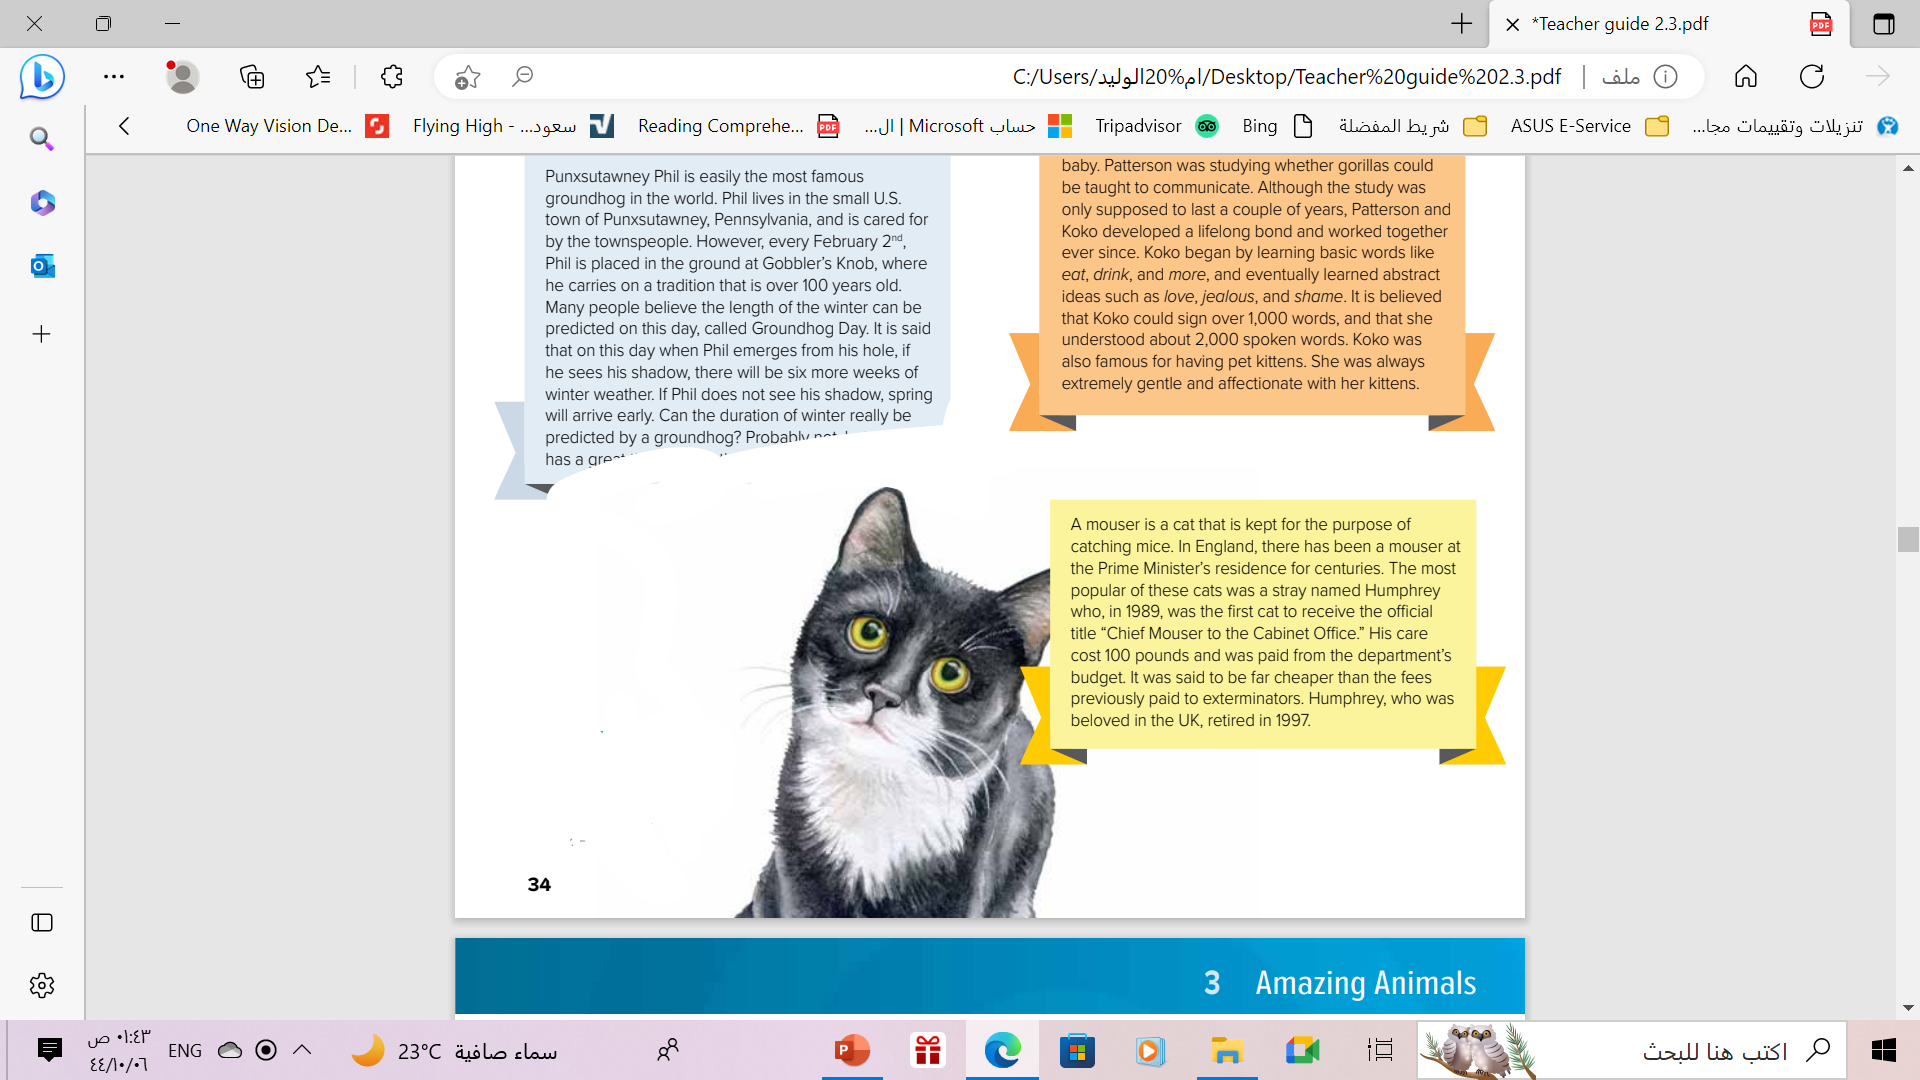 *Teacher guide 2.3.pdf
C:/Users/ام%20الوليد/Desktop/Teacher%20guide%202.3.pdf
ملف
One Way Vision De...
Flying High - سعود...
Reading Comprehe...
حساب Microsoft | ال...
Tripadvisor
Bing
شريط المفضلة
ASUS E-Service
تنزيلات وتقييمات مجا...
Punxsutawney Phil is easily the most famous
groundhog in the world. Phil lives in the small U.S.
town of Punxsutawney, Pennsylvania, and is cared for
by the townspeople. However, every February 2nd,
Phil is placed in the ground at Gobbler's Knob, where
he carries on a tradition that is over 100 years old.
Many people believe the length of the winter can be
predicted on this day, called Groundhog Day. It is said
that on this day when Phil emerges from his hole, if
he sees his shadow, there will be six more weeks of
winter weather. If Phil does not see his shadow, spring
will arrive early. Can the duration of winter really be
predicted by a groundhog? Probably not
has a great
baby. Patterson was studying whether gorillas could
be taught to communicate. Although the study was
only supposed to last a couple of years, Patterson and
Koko developed a lifelong bond and worked together
ever since. Koko began by learning basic words like
eat, drink, and more, and eventually learned abstract
ideas such as love, jealous, and shame. It is believed
that Koko could sign over 1,000 words, and that she
understood about 2,000 spoken words. Koko was
also famous for having pet kittens. She was always
extremely gentle and affectionate with her kittens.
A mouser is a cat that is kept for the purpose of
catching mice. In England, there has been a mouser at
the Prime Minister's residence for centuries. The most
popular of these cats was a stray named Humphrey
who, in 1989, was the first cat to receive the official
title “Chief Mouser to the Cabinet Office.” His care
cost 100 pounds and was paid from the department's
budget. It was said to be far cheaper than the fees
previously paid to exterminators. Humphrey, who was
beloved in the UK, retired in 1997.
34
3 Amazing Animals
٠١:٤٣ ص
٤٤/١٠/٠٦
ENG
23°C سماء صافية
اكتب هنا للبحث